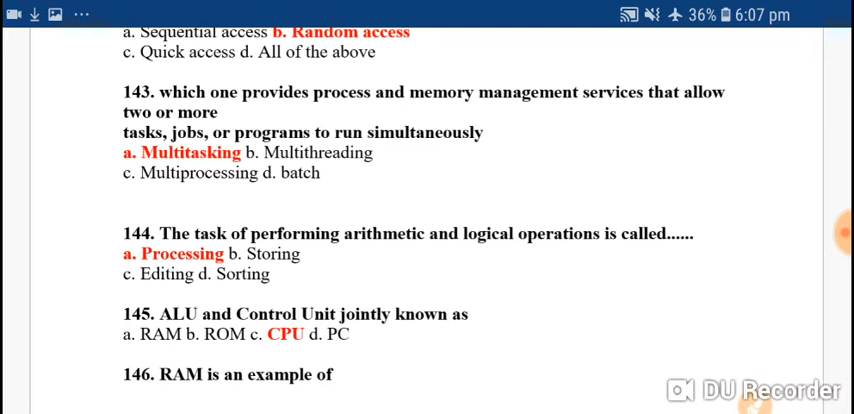 36% 6:07 pm
a. Sequential access b. Random access
c. Quick access d. All of the above
143. which one provides process and memory management services that allow
two or more
tasks, jobs, or programs to run simultaneously
a. Multitasking b. Multithreading
c. Multiprocessing d. batch
144. The task of performing arithmetic and logical operations is called......
a. Processing b. Storing
c. Editing d. Sorting
145. ALU and Control Unit jointly known as
a. RAM b. ROM c. CPU d. PC
146. RAM is an example of
DU Recorder